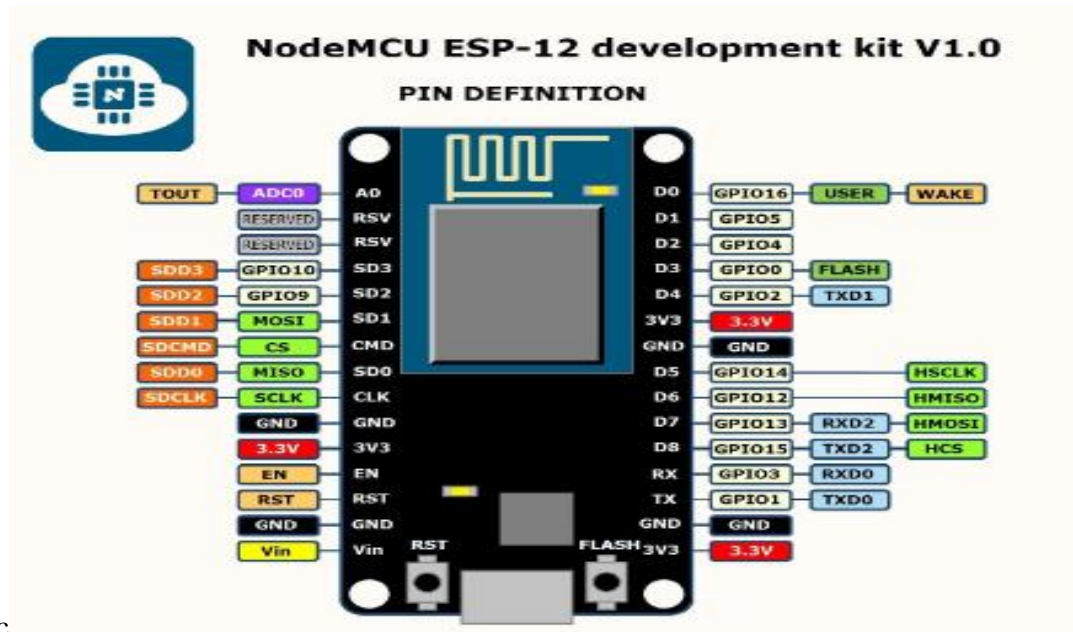 NodeMCU ESP-12 development kit V1.0
PIN DEFINITION
N
TOUT ADC0 A0 D0 GPIO16 USER WAKE
RESERVED RSV D1 GPIO5
RESERVED RSV D2 GPIO4
SDD3 GPIO10 SD3 D3 GPIO0 FLASH
SDD2 GPIO9 SD2 D4 GPIO2 TXD1
SDD1 MOSI SD1 3V3 3.3V
SDCMD CS CMD GND GND
SDD0 MISO SD0 D5 GPIO14 HSCLK
SDCLK SCLK CLK D6 GPIO12 HMISO
GND GND D7 GPIO13 RXD2 HMOSI
3.3V 3V3 D8 GPIO15 TXD2 HCS
EN EN RX GPIO3 RXD0
RST RST TX GPIO1 TXD0
GND GND GND GND
Vin Vin RST FLASH 3V3 3.3V